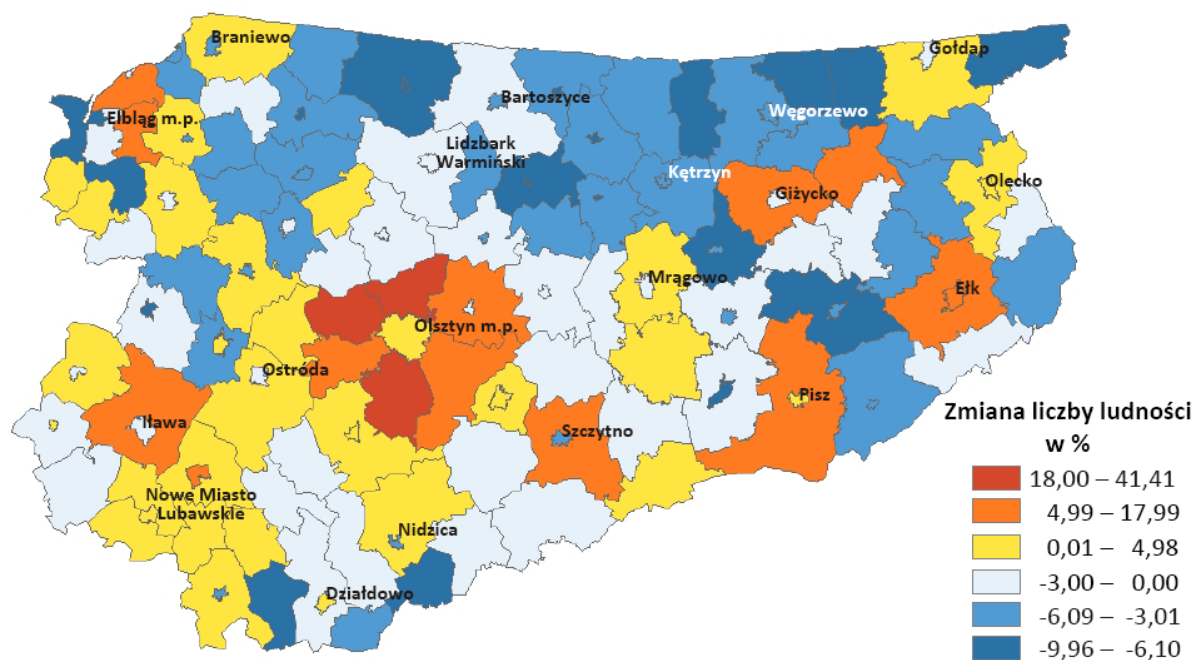 Braniewo
Gołdap
Bartoszyce
Węgorzewo
Elbląg m.p.
Lidzbark
Warmiński
Kętrzyn
Olecko
Giżycko
Mrągowo
Ełk
Olsztyn m.p.
Ostróda
Pisz
Iława
Szczytno
Nowe Miasto
Lubawskie
Nidzica
Działdowo
Zmiana liczby ludności
w %
18,00 – 41,41
4,99 – 17,99
0,01 – 4,98
-3,00 – 0,00
-6,09 – -3,01
-9,96 – -6,10